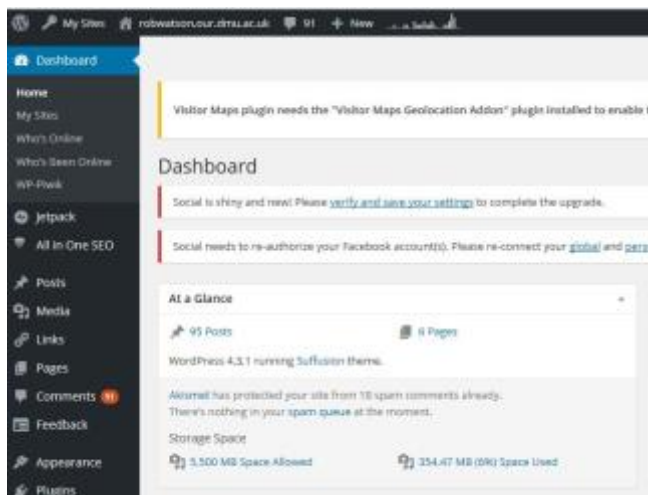 My Sites robwatson.our.dmu.ac.uk 91 + New
Dashboard
Home
My Sites
Who's Online
Who's Been Online
WP-Piwik
Jetpack
All in One SEO
Posts
Media
Links
Pages
Comments 91
Feedback
Appearance
Plugins
Visitor Maps plugin needs the "Visitor Maps Geolocation Addon" plugin installed to enable
Dashboard
Social is shiny and new! Please verify and save your settings to complete the upgrade.
Social needs to re-authorize your Facebook account(s). Please re-connect your global and pers
At a Glance
95 Posts 6 Pages
WordPress 4.3.1 running Suffusion theme.
Akismet has protected your site from 18 spam comments already.
There's nothing in your spam queue at the moment.
Storage Space
5,500 MB Space Allowed 354.47 MB (6%) Space Used